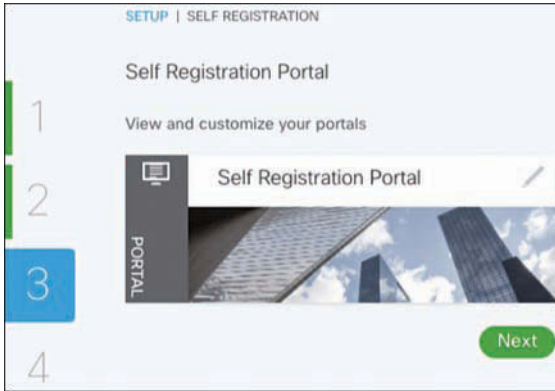 SETUP | SELF REGISTRATION
Self Registration Portal
1
View and customize your portals
Self Registration Portal
2
PORTAL
3
Next
4